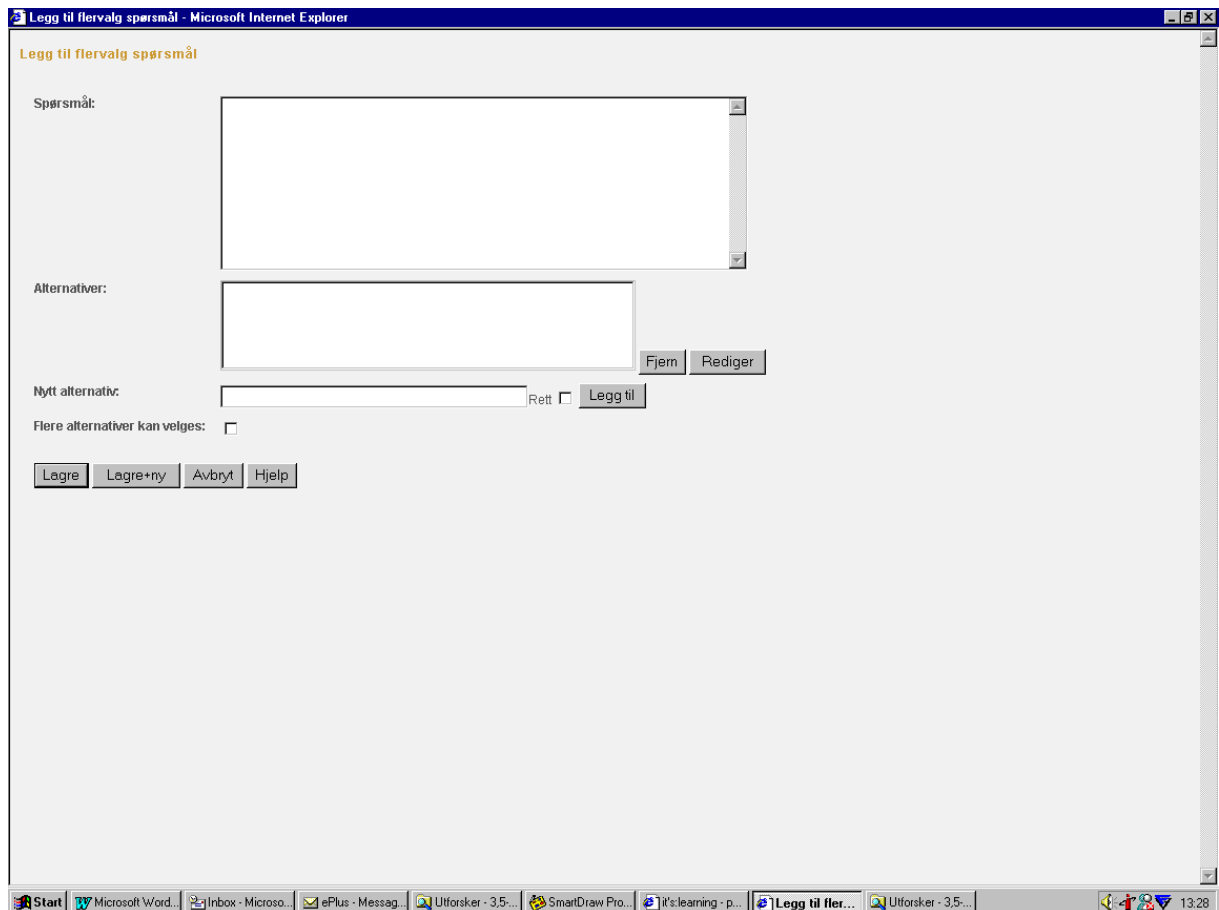 Legg til flervalg spørsmål - Microsoft Internet Explorer
Legg til flervalg spørsmål
Spørsmål:
Alternativer:
Fjern Rediger
Nytt alternativ: Rett Legg til
Flere alternativer kan velges:
Lagre Lagre+ny Avbryt Hjelp
Start Microsoft Word... Inbox - Microso... ePlus - Messag... Utforsker - 3,5-... SmartDraw Pro... it's:learning - p... Legg til fler... Utforsker - 3,5-... 13:28